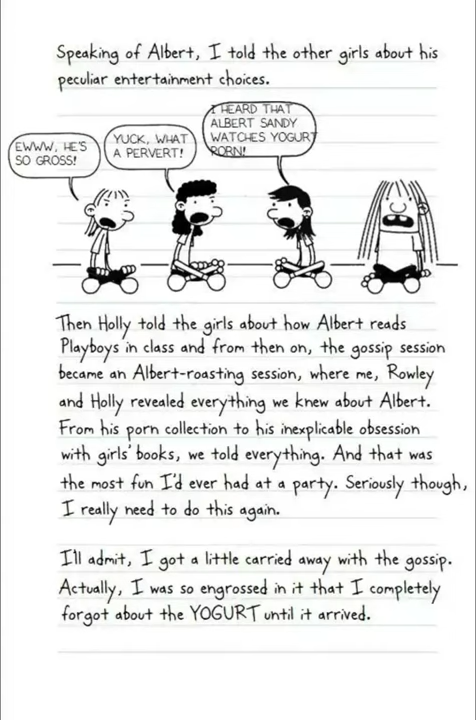 Speaking of Albert, I told the other girls about his
peculiar entertainment choices.
EWWW, HE'S
SO GROSS!
YUCK, WHAT
A PERVERT!
I HEARD THAT
ALBERT SANDY
WATCHES YOGURT
PORN!
Then Holly told the girls about how Albert reads
Playboys in class and from then on, the gossip session
became an Albert-roasting session, where me, Rowley
and Holly revealed everything we knew about Albert.
From his porn collection to his inexplicable obsession
with girls' books, we told everything. And that was
the most fun I'd ever had at a party. Seriously though,
I really need to do this again.
I'll admit, I got a little carried away with the gossip.
Actually, I was so engrossed in it that I completely
forgot about the YOGURT until it arrived.